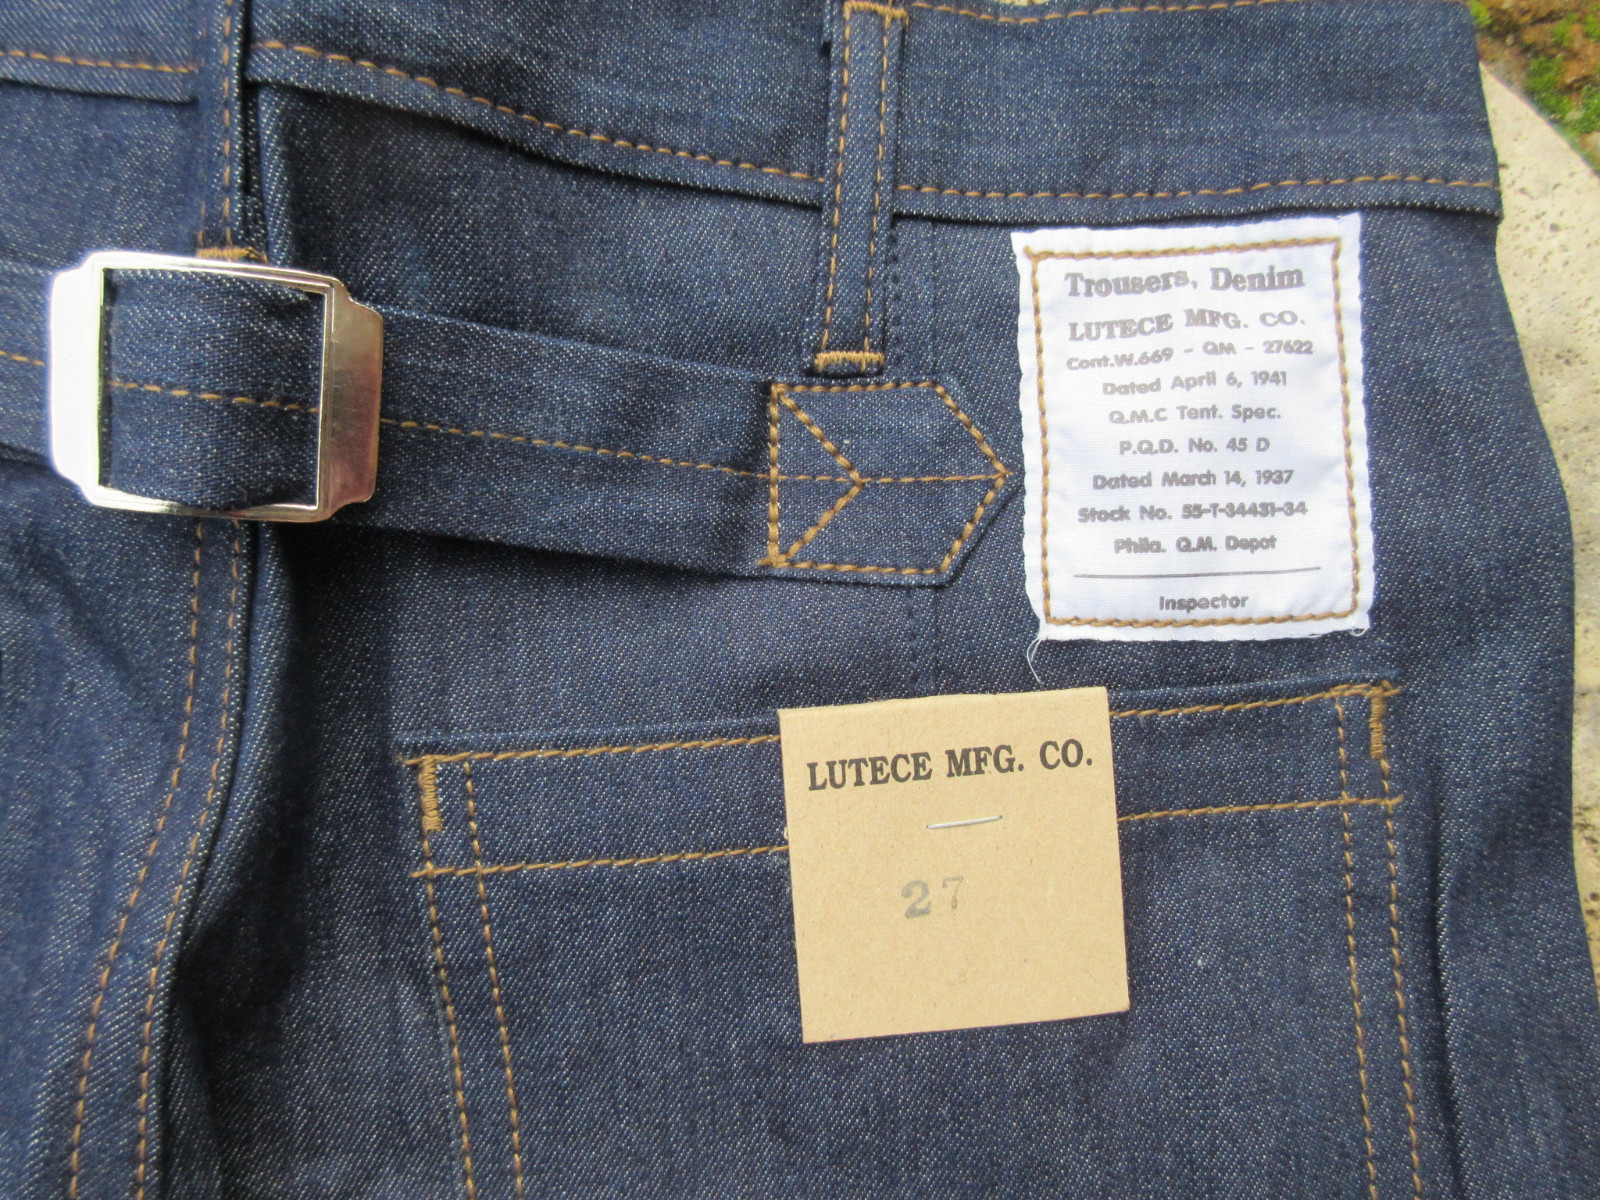 Trousers, Denim
LUTECE MFG. CO.
Cont.W.669 - QM - 27622
Dated April 6, 1941
Q.M.C Tent. Spec.
P.Q.D. No. 45 D
Dated March 14, 1937
Stock No. 55-T-34431-34
Phila. Q.M. Depot
Inspector
LUTECE MFG. CO.
27